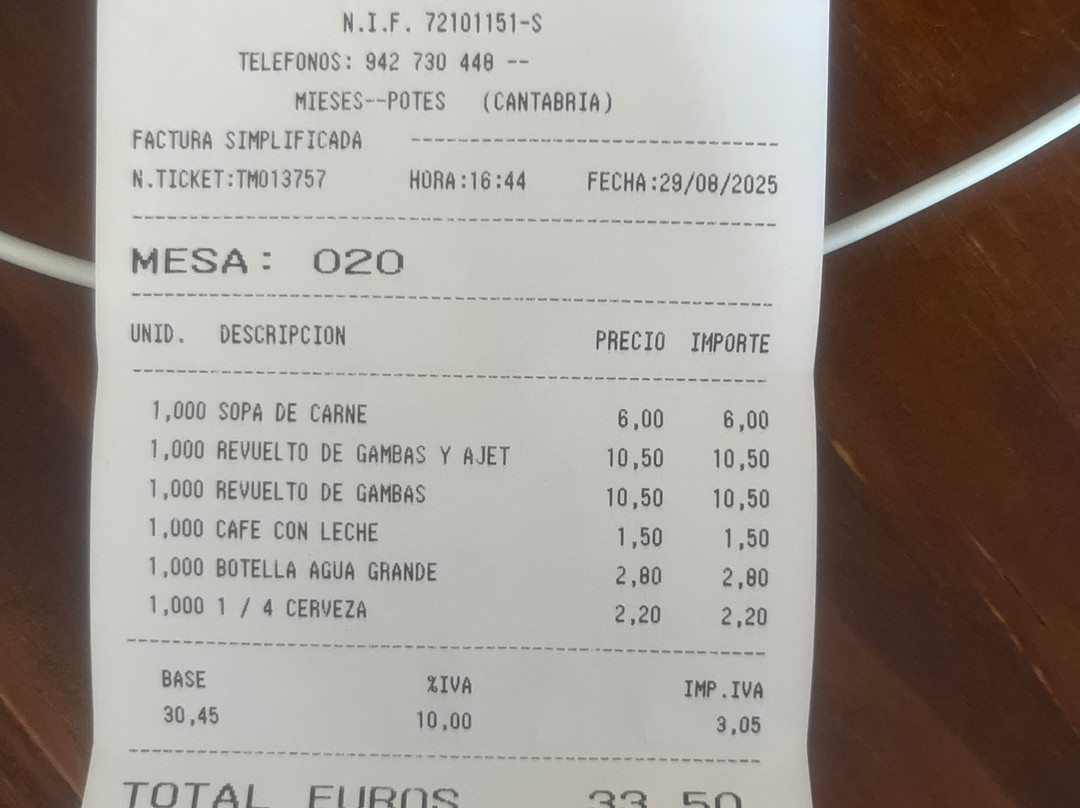 N.I.F. 72101151-S
TELEFONOS: 942 730 448 --
MIESES--POTES (CANTABRIA)
FACTURA SIMPLIFICADA --------------------------------
N.TICKET:TM013757 HORA:16:44 FECHA:29/08/2025
MESA: 020
UNID. DESCRIPCION PRECIO IMPORTE
1,000 SOPA DE CARNE 6,00 6,00
1,000 REVUELTO DE GAMBAS Y AJET 10,50 10,50
1,000 REVUELTO DE GAMBAS 10,50 10,50
1,000 CAFE CON LECHE 1,50 1,50
1,000 BOTELLA AGUA GRANDE 2,80 2,80
1,000 1 / 4 CERVEZA 2,20 2,20
BASE %IVA IMP.IVA
30,45 10,00 3,05
TOTAL EUROS 33,50